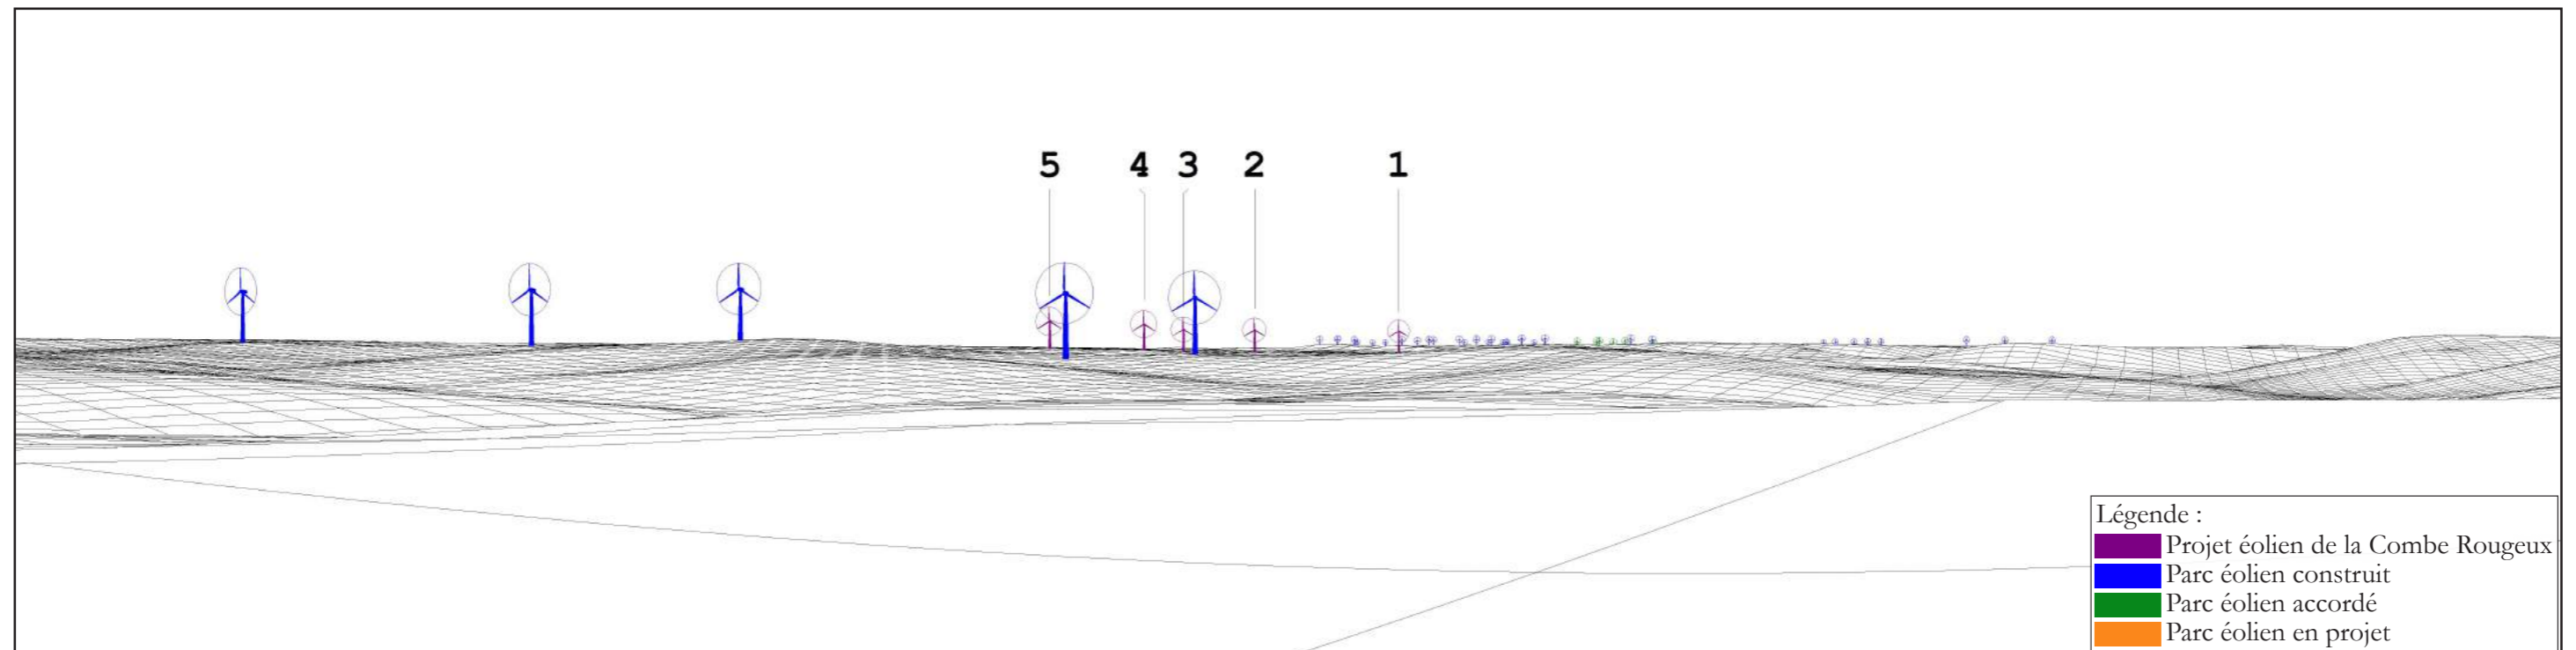 5 4 3 2 1
Légende :
Projet éolien de la Combe Rougeux
Parc éolien construit
Parc éolien accordé
Parc éolien en projet